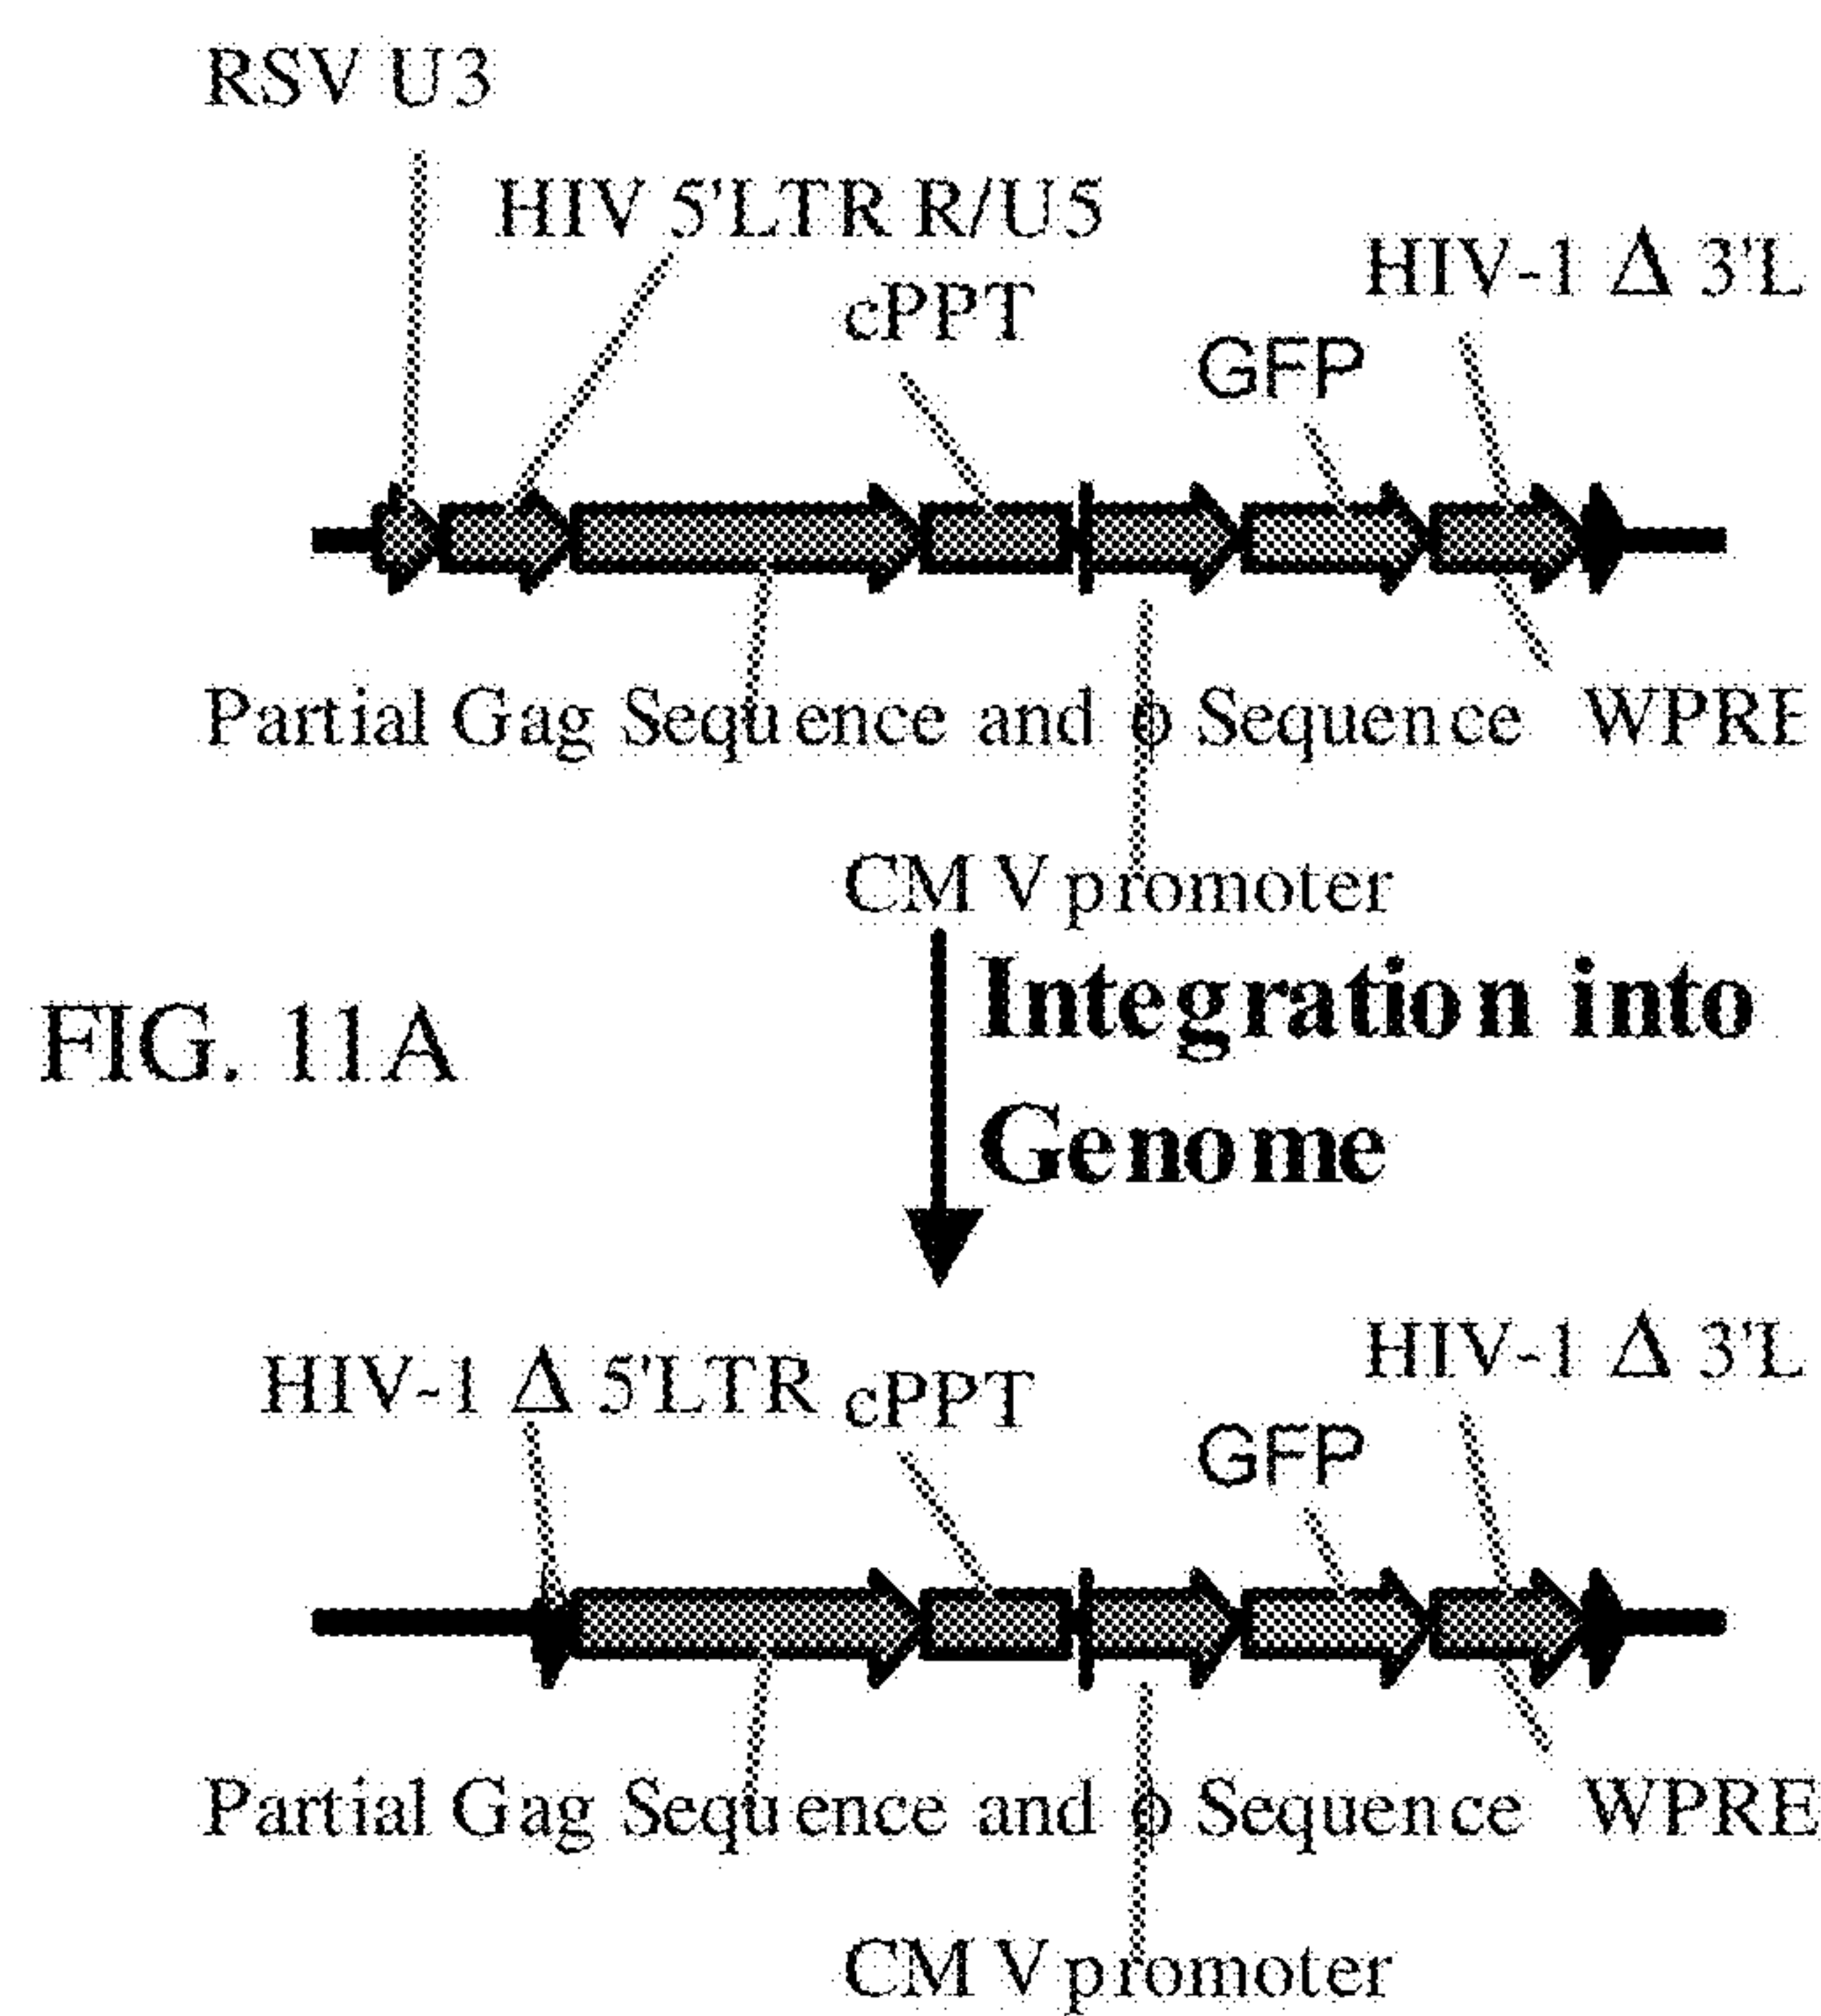 RSV U3
HIV 5'LTR R/U5
cPPT
HIV-1 Δ 3'L
GFP
Partial Gag Sequence and φ Sequence WPRE
CMV promoter
FIG. 11A
Integration into
Genome
HIV-1 Δ 5'LTR
cPPT
HIV-1 Δ 3'L
GFP
Partial Gag Sequence and φ Sequence WPRE
CMV promoter